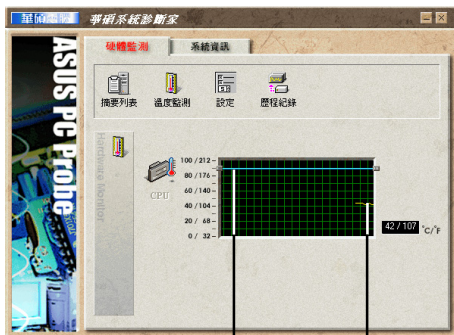 華碩電腦 華碩系統診斷家
ASUS PC Probe
硬體監測 系統資訊
摘要列表 溫度監測 設定 歷程紀錄
Hardware Monitor
CPU
100 / 212
80 / 176
60 / 140
40 / 104
20 / 68
0 / 32
42 / 107 °C/°F